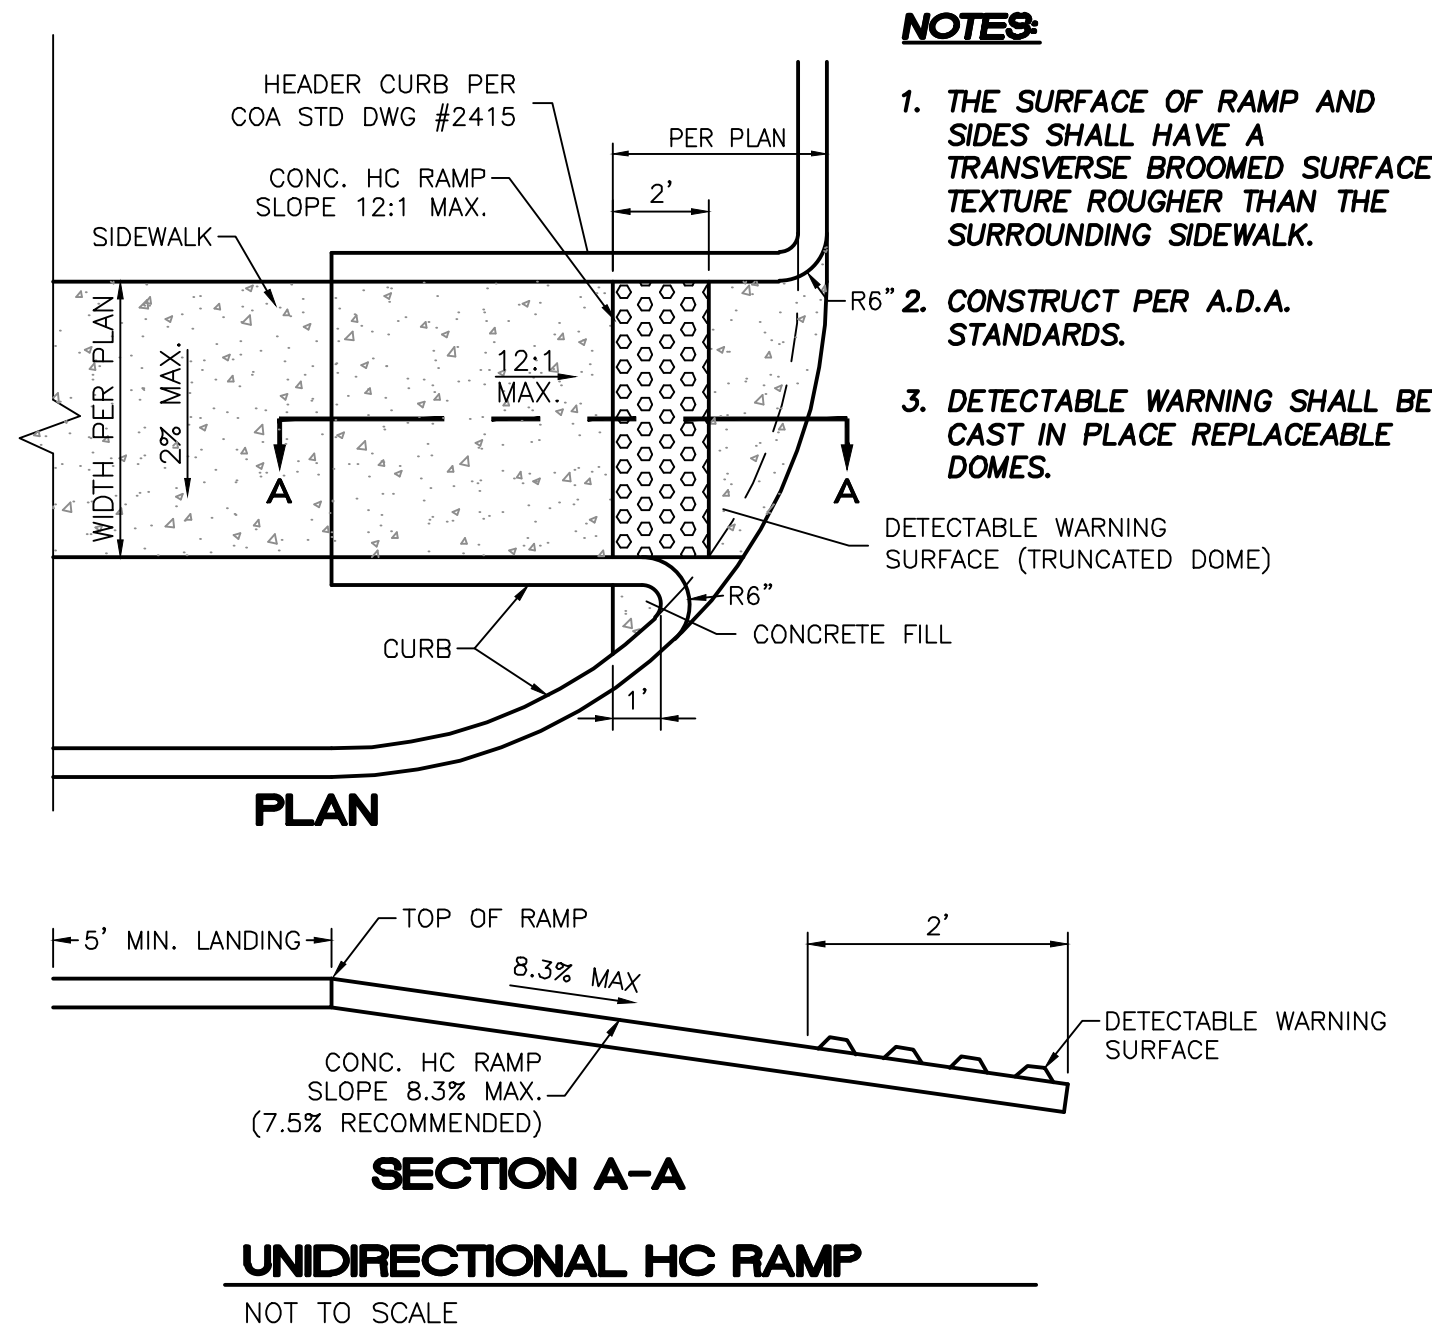 NOTES:
1. THE SURFACE OF RAMP AND
SIDES SHALL HAVE A
TRANSVERSE BROOMED SURFACE
TEXTURE ROUGHER THAN THE
SURROUNDING SIDEWALK.
2. CONSTRUCT PER A.D.A.
STANDARDS.
3. DETECTABLE WARNING SHALL BE
CAST IN PLACE REPLACEABLE
DOMES.
HEADER CURB PER
COA STD DWG #2415
PER PLAN
CONC. HC RAMP
SLOPE 12:1 MAX.
2'
SIDEWALK
R6"
WIDTH PER PLAN
2% MAX.
12:1
MAX.
A
A
DETECTABLE WARNING
SURFACE (TRUNCATED DOME)
R6"
CONCRETE FILL
CURB
1'
PLAN
TOP OF RAMP
5' MIN. LANDING
2'
8.3% MAX
DETECTABLE WARNING
SURFACE
CONC. HC RAMP
SLOPE 8.3% MAX.
(7.5% RECOMMENDED)
SECTION A-A
UNIDIRECTIONAL HC RAMP
NOT TO SCALE